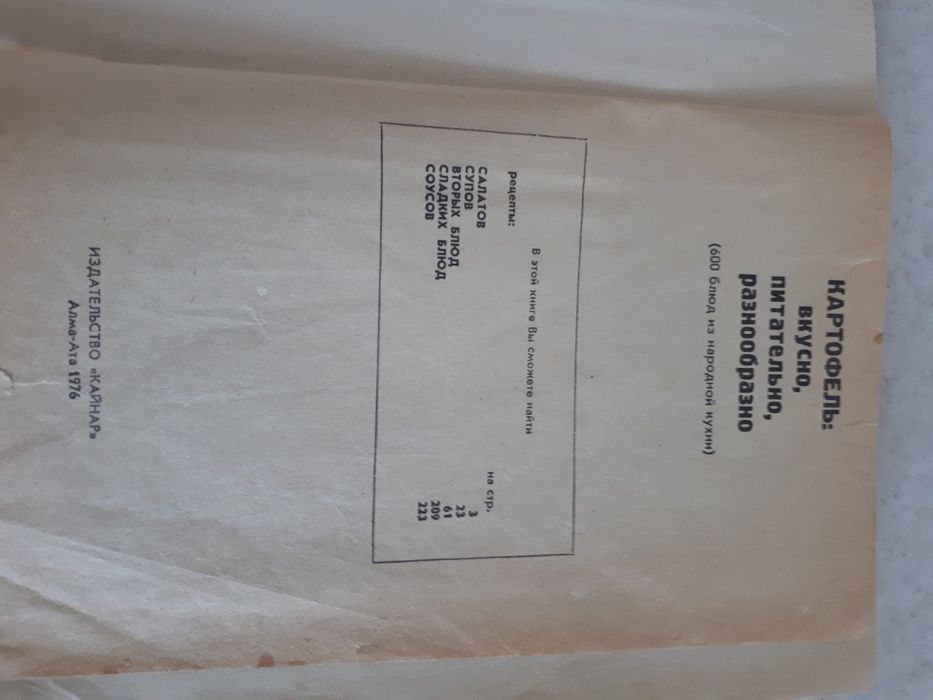 КАРТОФЕЛЬ:
вкусно,
питательно,
разнообразно
(600 блюд из народной кухни)
В этой книге Вы сможете найти
рецепты: на стр.
САЛАТОВ 3
СУПОВ 23
ВТОРЫХ БЛЮД 61
СЛАДКИХ БЛЮД 209
СОУСОВ 223
ИЗДАТЕЛЬСТВО «КАЙНАР»
Алма-Ата 1976